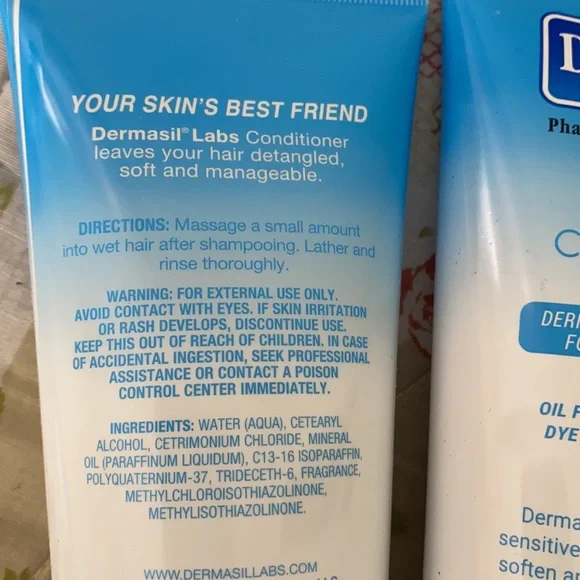 YOUR SKIN'S BEST FRIEND
Dermasil® Labs Conditioner
leaves your hair detangled,
soft and manageable.
DIRECTIONS: Massage a small amount
into wet hair after shampooing. Lather and
rinse thoroughly.
WARNING: FOR EXTERNAL USE ONLY.
AVOID CONTACT WITH EYES. IF SKIN IRRITATION
OR RASH DEVELOPS, DISCONTINUE USE.
KEEP THIS OUT OF REACH OF CHILDREN. IN CASE
OF ACCIDENTAL INGESTION, SEEK PROFESSIONAL
ASSISTANCE OR CONTACT A POISON
CONTROL CENTER IMMEDIATELY.
INGREDIENTS: WATER (AQUA), CETEARYL
ALCOHOL, CETRIMONIUM CHLORIDE, MINERAL
OIL (PARAFFINUM LIQUIDUM), C13-16 ISOPARAFFIN,
POLYQUATERNIUM-37, TRIDECETH-6, FRAGRANCE,
METHYLCHLOROISOTHIAZOLINONE,
METHYLISOTHIAZOLINONE.
WWW.DERMASILLABS.COM
D
Pha
C
DER
FO
OIL F
DYE
Derma
sensitive
soften a